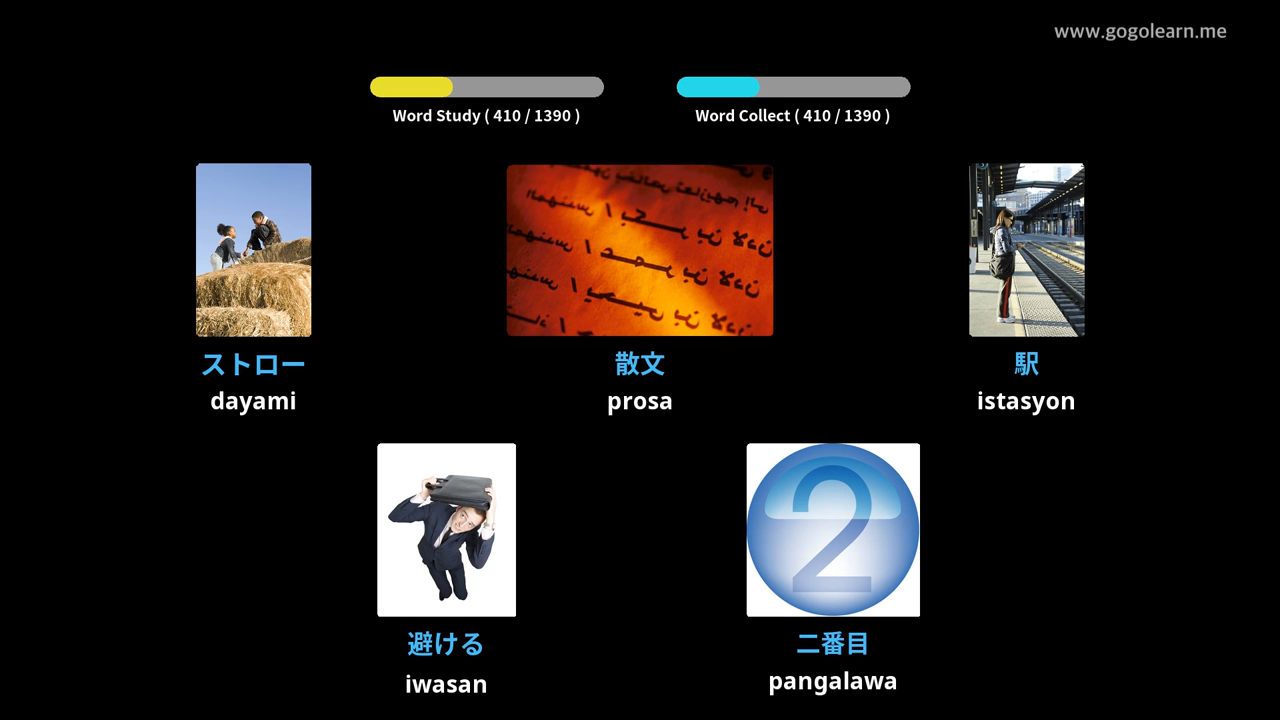 www.gogolearn.me
Word Study ( 410 / 1390 )
Word Collect ( 410 / 1390 )
ストロー
散文
駅
dayami
prosa
istasyon
2
避ける
二番目
iwasan
pangalawa